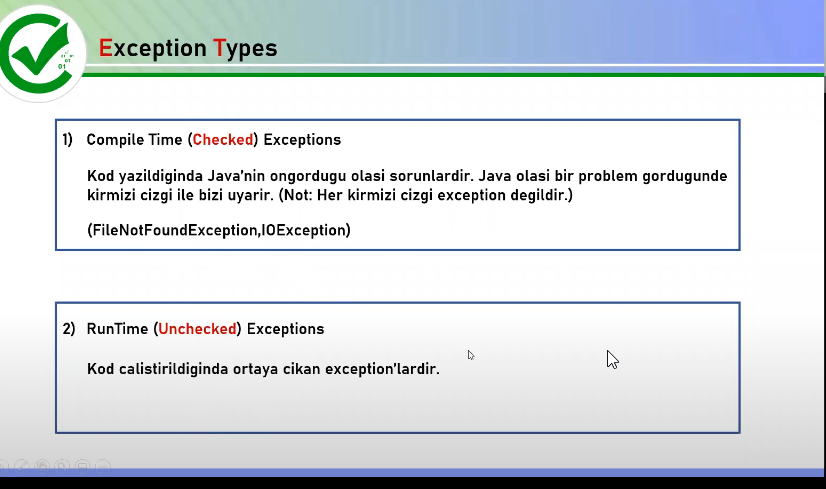 Exception Types
1) Compile Time (Checked) Exceptions
Kod yazildiginda Java'nin ongordugu olasi sorunlardir. Java olasi bir problem gordugunde
kirmizi cizgi ile bizi uyarir. (Not: Her kirmizi cizgi exception degildir.)
(FileNotFoundException,IOException)
2) RunTime (Unchecked) Exceptions
Kod calistirildiginda ortaya cikan exception'lardir.